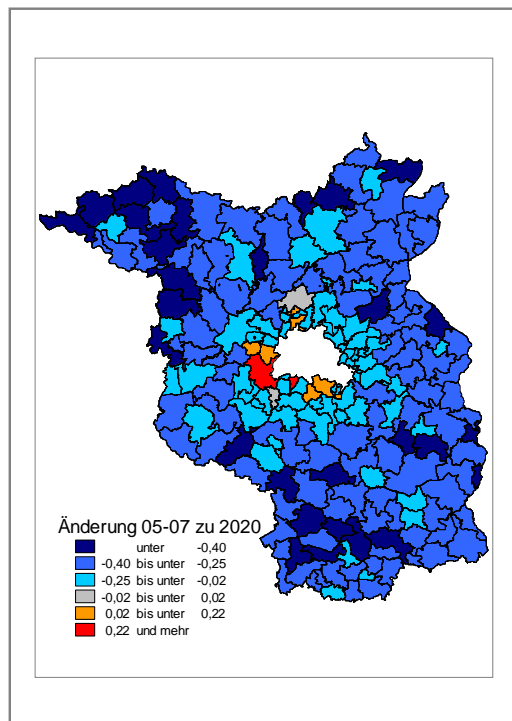 Änderung 05-07 zu 2020
unter -0,40
-0,40 bis unter -0,25
-0,25 bis unter -0,02
-0,02 bis unter 0,02
0,02 bis unter 0,22
0,22 und mehr